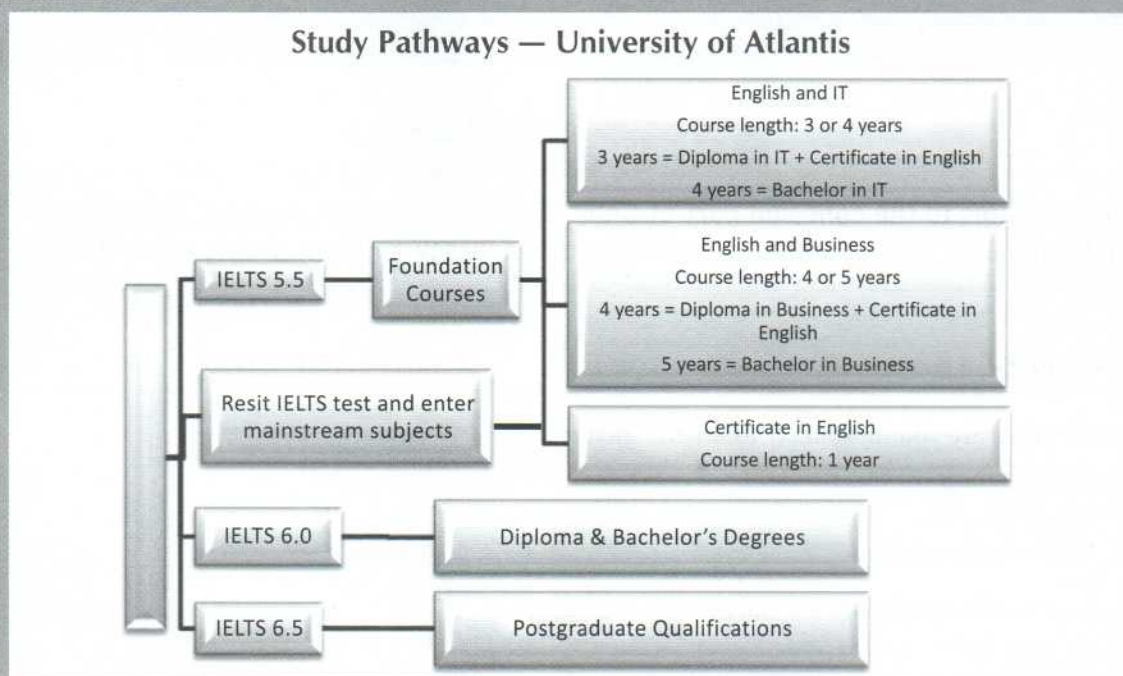 Study Pathways — University of Atlantis
English and IT
Course length: 3 or 4 years
3 years = Diploma in IT + Certificate in English
4 years = Bachelor in IT
IELTS 5.5
Foundation
Courses
English and Business
Course length: 4 or 5 years
4 years = Diploma in Business + Certificate in
English
5 years = Bachelor in Business
Resit IELTS test and enter
mainstream subjects
Certificate in English
Course length: 1 year
IELTS 6.0
Diploma & Bachelor's Degrees
IELTS 6.5
Postgraduate Qualifications